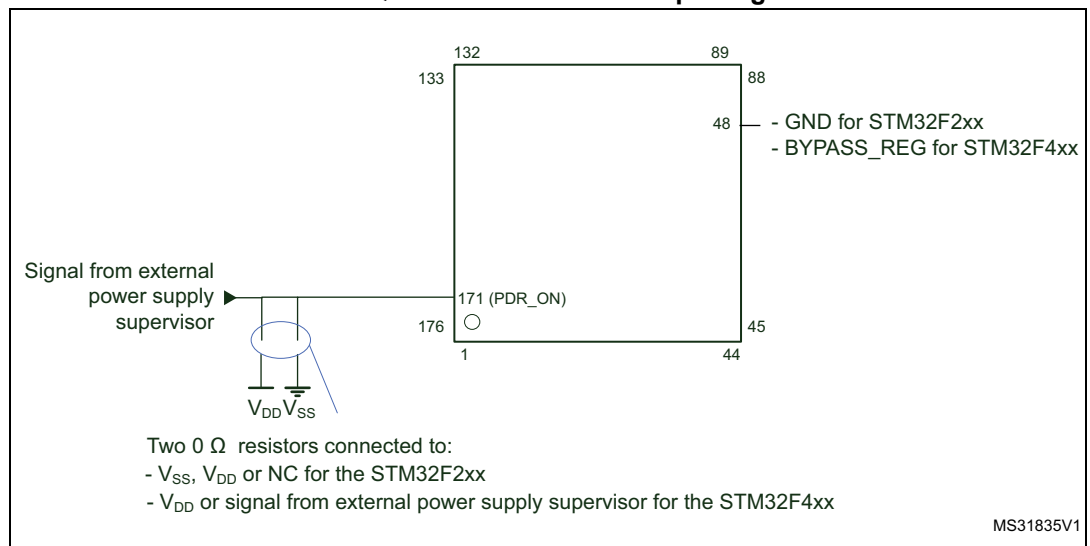 132
89
133
88
48
- GND for STM32F2xx
- BYPASS_REG for STM32F4xx
Signal from external
power supply
supervisor
171 (PDR_ON)
176
45
1
44
VDD VSS
Two 0 Ω resistors connected to:
- VSS, VDD or NC for the STM32F2xx
- VDD or signal from external power supply supervisor for the STM32F4xx
MS31835V1